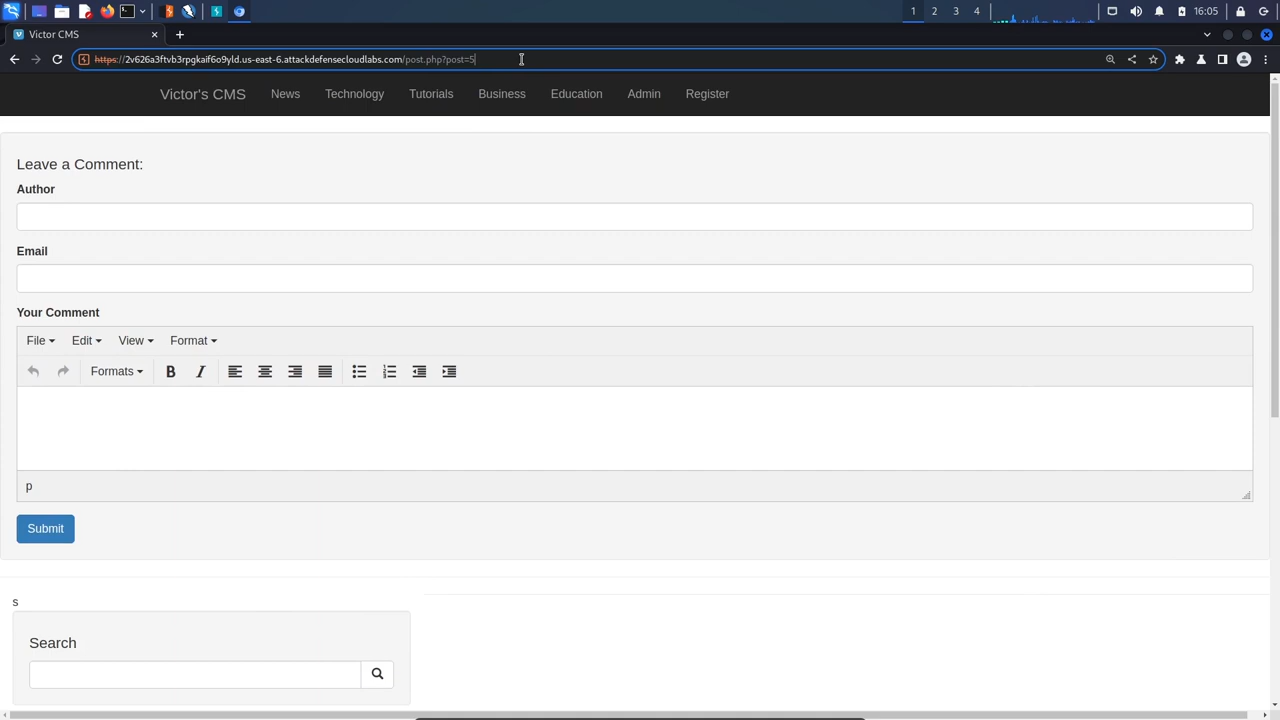 1 2 3 4 16:05
Victor CMS
https://2v626a3ftvb3rpgkaif6o9yld.us-east-6.attackdefensecloudlabs.com/post.php?post=5
Victor's CMS News Technology Tutorials Business Education Admin Register
Leave a Comment:
Author
Email
Your Comment
File Edit View Format
Formats B I
p
Submit
s
Search